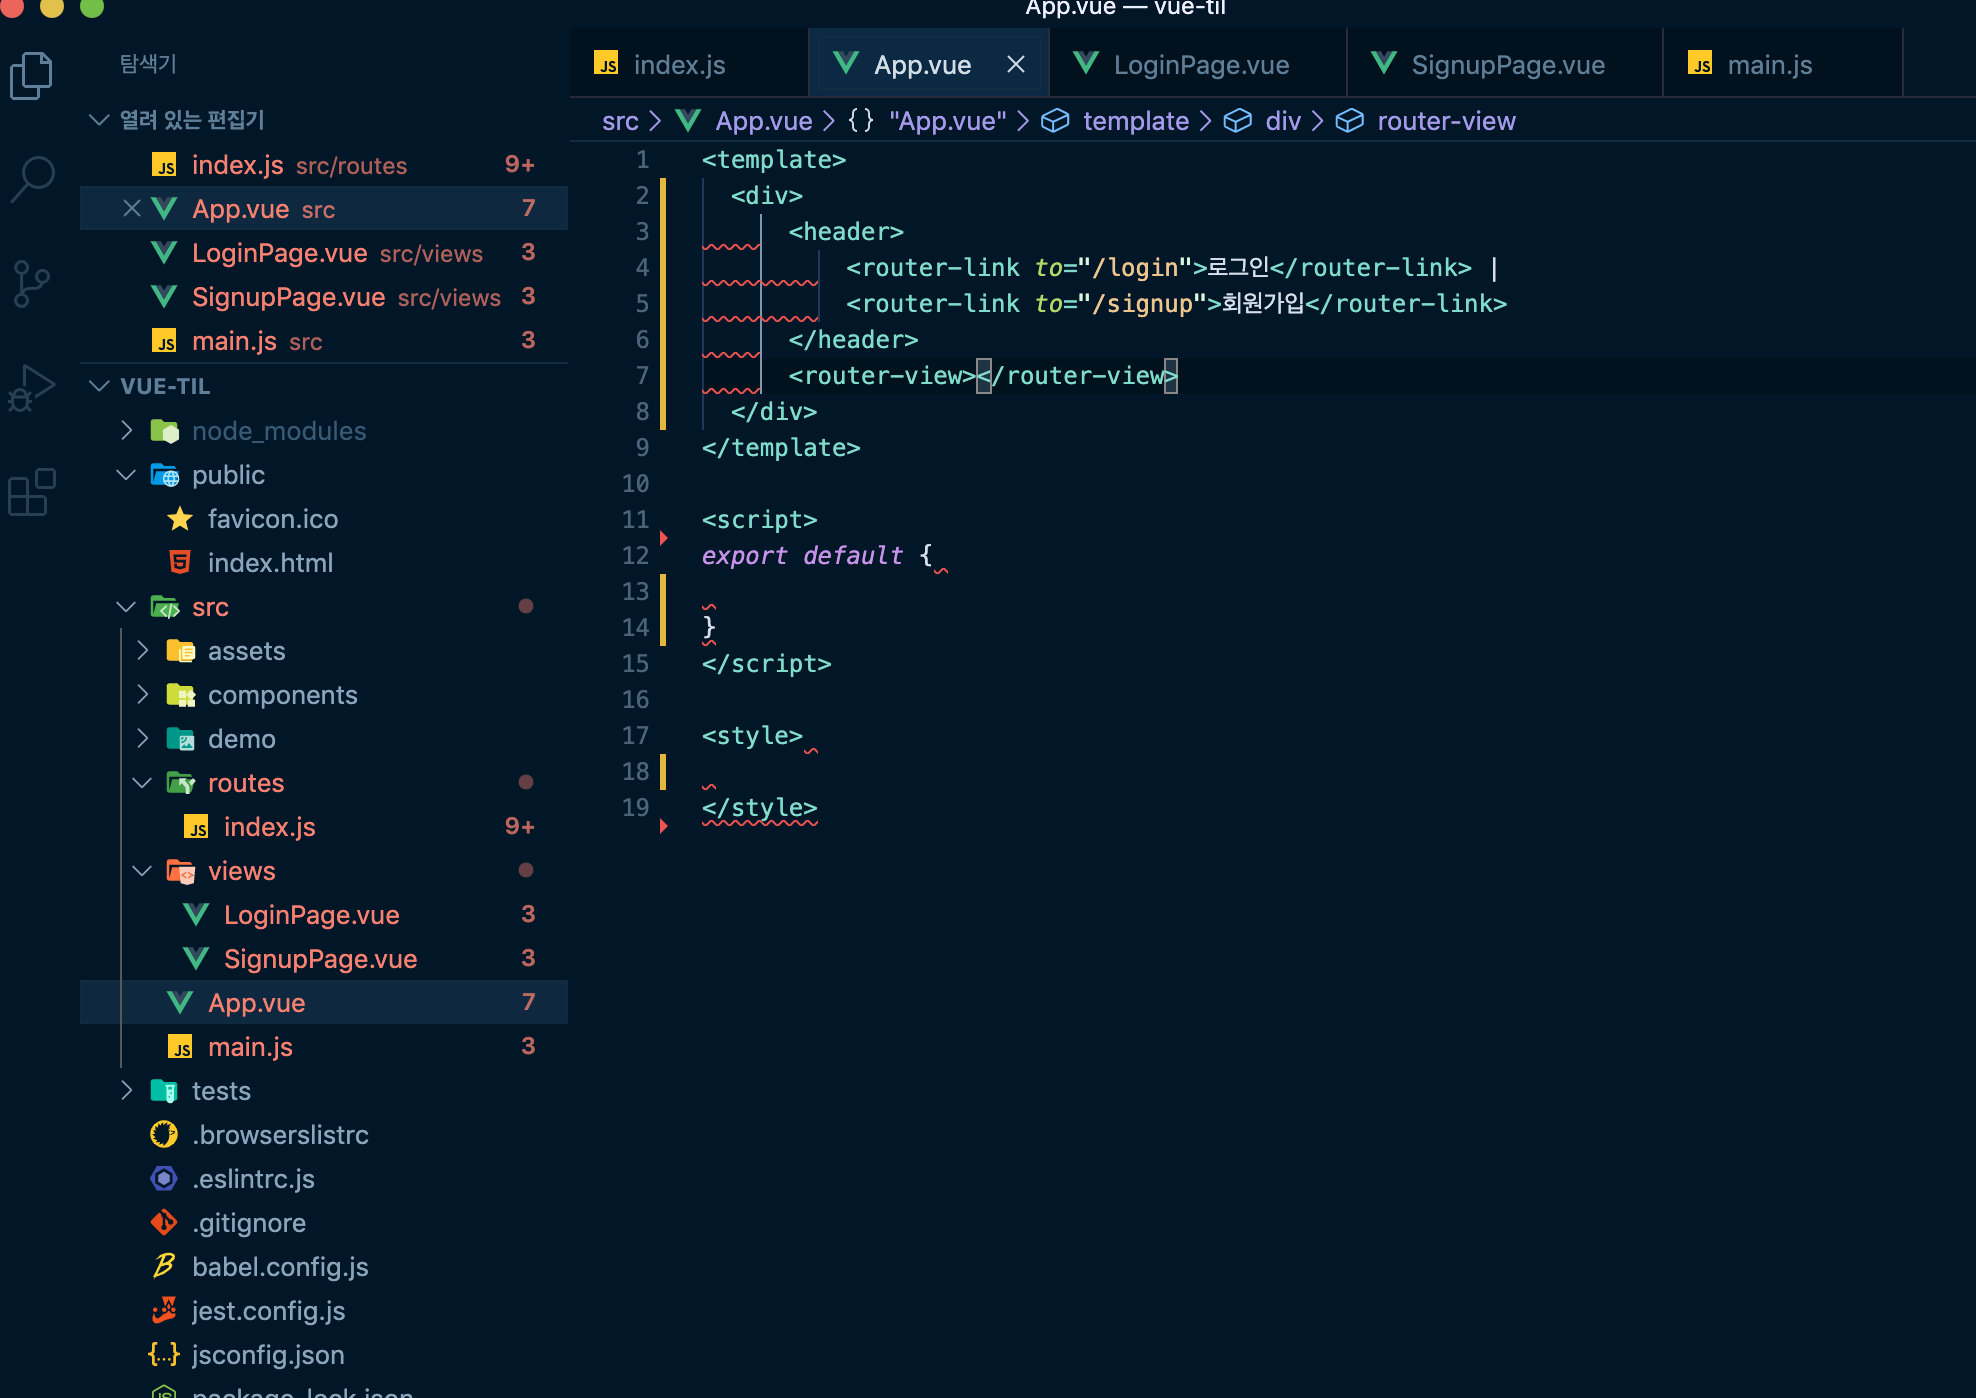 App.vue — vue-til
탐색기
열려 있는 편집기
index.js src/routes 9+
App.vue src 7
LoginPage.vue src/views 3
SignupPage.vue src/views 3
main.js src 3
VUE-TIL
node_modules
public
favicon.ico
index.html
src
assets
components
demo
routes
index.js 9+
views
LoginPage.vue 3
SignupPage.vue 3
App.vue 7
main.js 3
tests
.browserslistrc
.eslintrc.js
.gitignore
babel.config.js
jest.config.js
jsconfig.json
package-lock.json
index.js App.vue LoginPage.vue SignupPage.vue main.js
src > App.vue > {} "App.vue" > template > div > router-view
1 <template>
2 <div>
3 <header>
4 <router-link to="/login">로그인</router-link> |
5 <router-link to="/signup">회원가입</router-link>
6 </header>
7 <router-view></router-view>
8 </div>
9 </template>
10
11 <script>
12 export default {
13
14 }
15 </script>
16
17 <style>
18
19 </style>